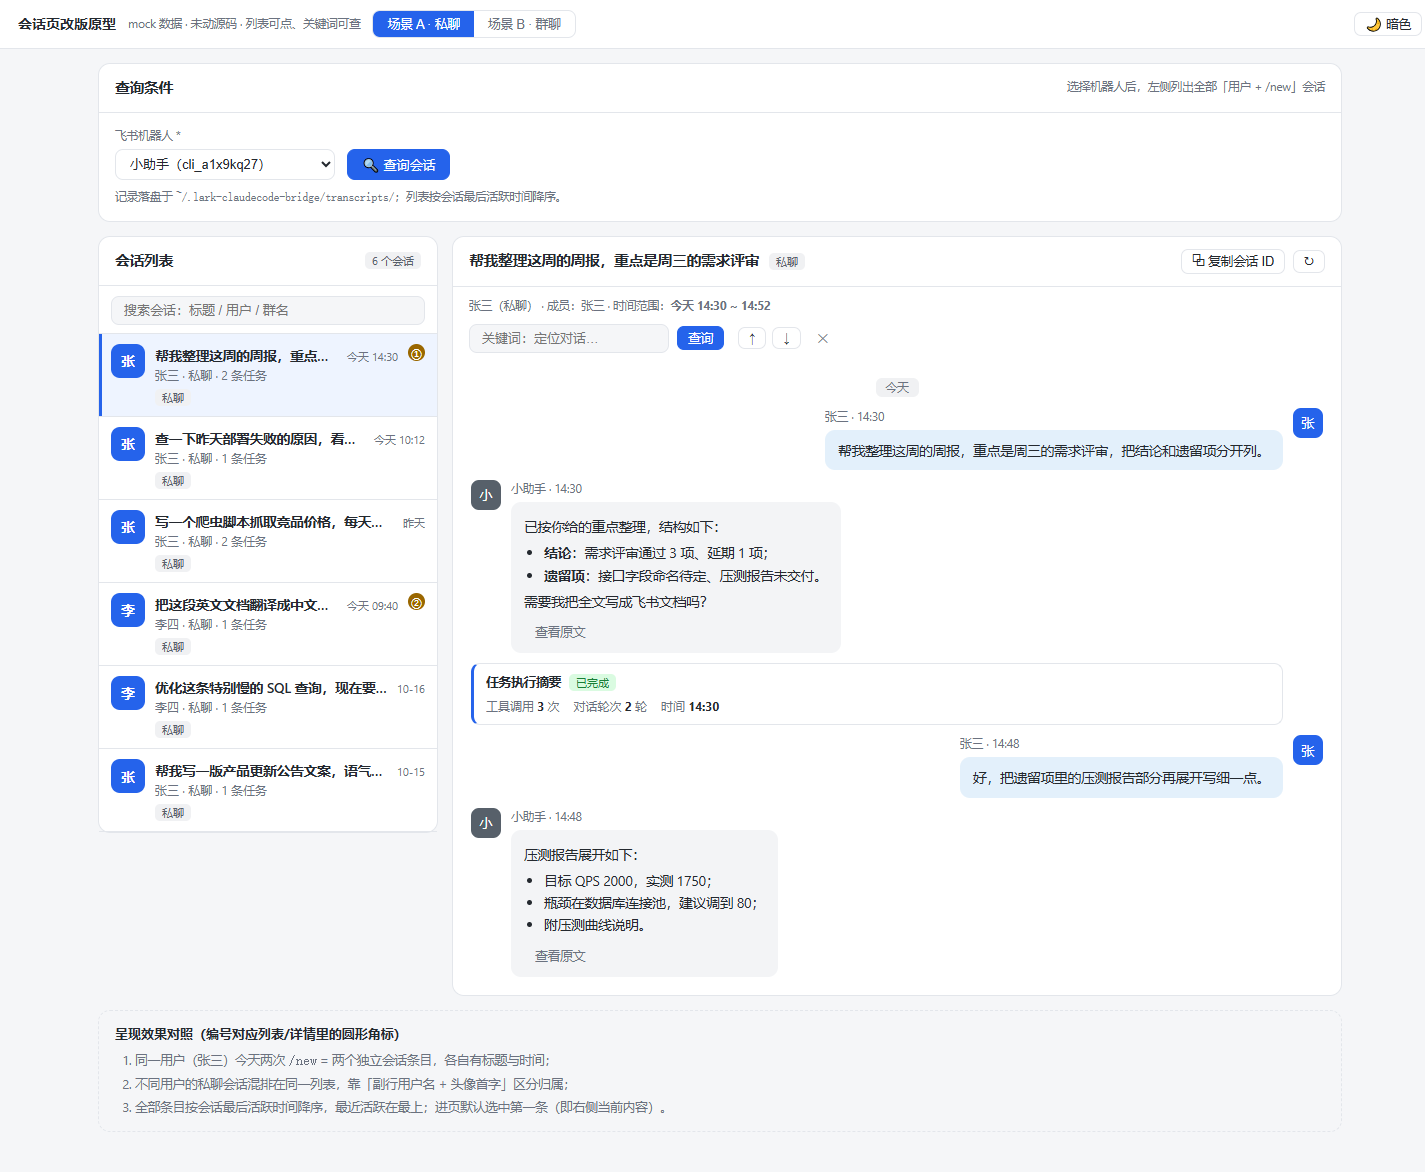 会话页改版原型 mock 数据 · 未动源码 · 列表可点、关键词可查 场景 A · 私聊 场景 B · 群聊 🌙 暗色
查询条件 选择机器人后，左侧列出全部「用户 + /new」会话
飞书机器人 *
小助手（cli_a1x9kq27） 🔍 查询会话
记录落盘于 ~/.lark-claudecode-bridge/transcripts/；列表按会话最后活跃时间降序。
会话列表 6 个会话
搜索会话：标题 / 用户 / 群名
张 帮我整理这周的周报，重点... 今天 14:30 ①
张三 · 私聊 · 2 条任务
私聊
张 查一下昨天部署失败的原因，看... 今天 10:12
张三 · 私聊 · 1 条任务
私聊
张 写一个爬虫脚本抓取竞品价格，每天... 昨天
张三 · 私聊 · 2 条任务
私聊
李 把这段英文文档翻译成中文... 今天 09:40 ②
李四 · 私聊 · 1 条任务
私聊
李 优化这条特别慢的 SQL 查询，现在要... 10-16
李四 · 私聊 · 1 条任务
私聊
张 帮我写一版产品更新公告文案，语气... 10-15
张三 · 私聊 · 1 条任务
私聊
帮我整理这周的周报，重点是周三的需求评审 私聊 复制会话 ID ↻
张三（私聊） · 成员：张三 · 时间范围：今天 14:30 ~ 14:52
关键词：定位对话... 查询 ↑ ↓ ×
今天
张三 · 14:30
张
帮我整理这周的周报，重点是周三的需求评审，把结论和遗留项分开列。
小 小助手 · 14:30
已按你给的重点整理，结构如下：
• 结论：需求评审通过 3 项、延期 1 项；
• 遗留项：接口字段命名待定、压测报告未交付。
需要我把全文写成飞书文档吗？
查看原文
任务执行摘要 已完成
工具调用 3 次 对话轮次 2 轮 时间 14:30
张三 · 14:48
张
好，把遗留项里的压测报告部分再展开写细一点。
小 小助手 · 14:48
压测报告展开如下：
• 目标 QPS 2000，实测 1750；
• 瓶颈在数据库连接池，建议调到 80；
• 附压测曲线说明。
查看原文
呈现效果对照（编号对应列表/详情里的圆形角标）
1. 同一用户（张三）今天两次 /new = 两个独立会话条目，各自有标题与时间；
2. 不同用户的私聊会话混排在同一列表，靠「副行用户名 + 头像首字」区分归属；
3. 全部条目按会话最后活跃时间降序，最近活跃在最上；进页默认选中第一条（即右侧当前内容）。